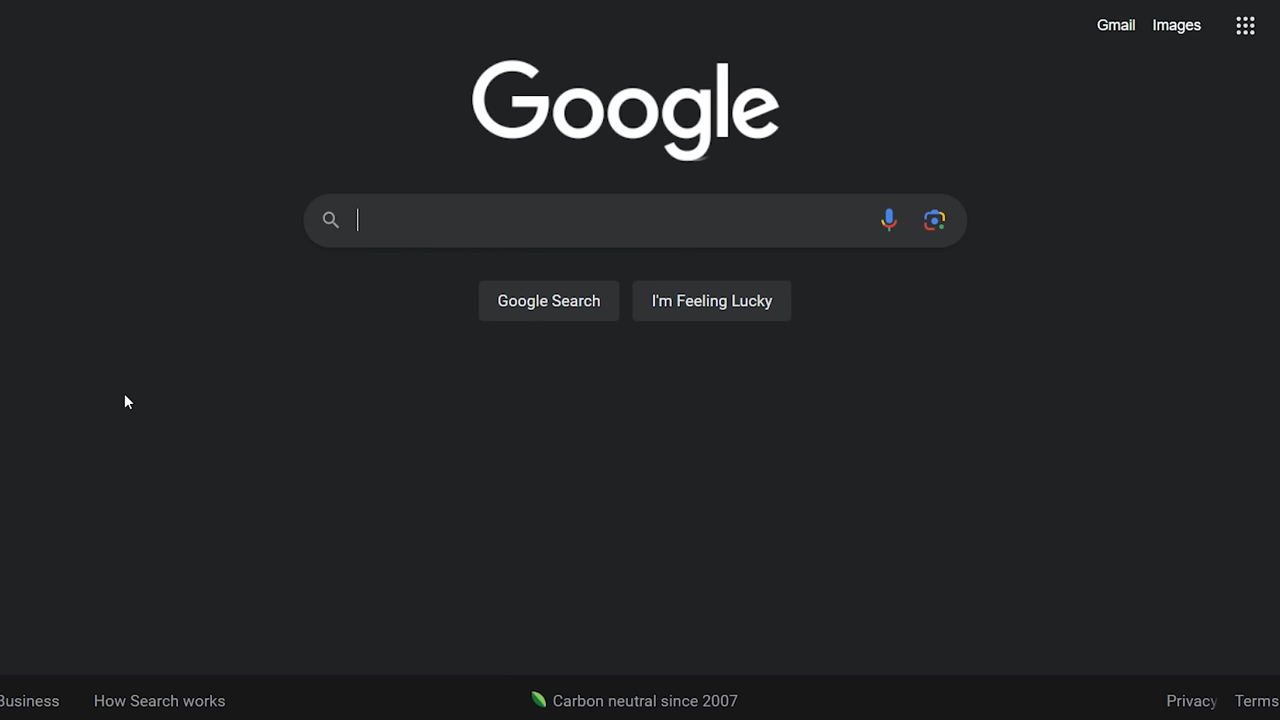 Gmail Images
Google
Google Search I'm Feeling Lucky
Business How Search works Carbon neutral since 2007 Privacy Terms